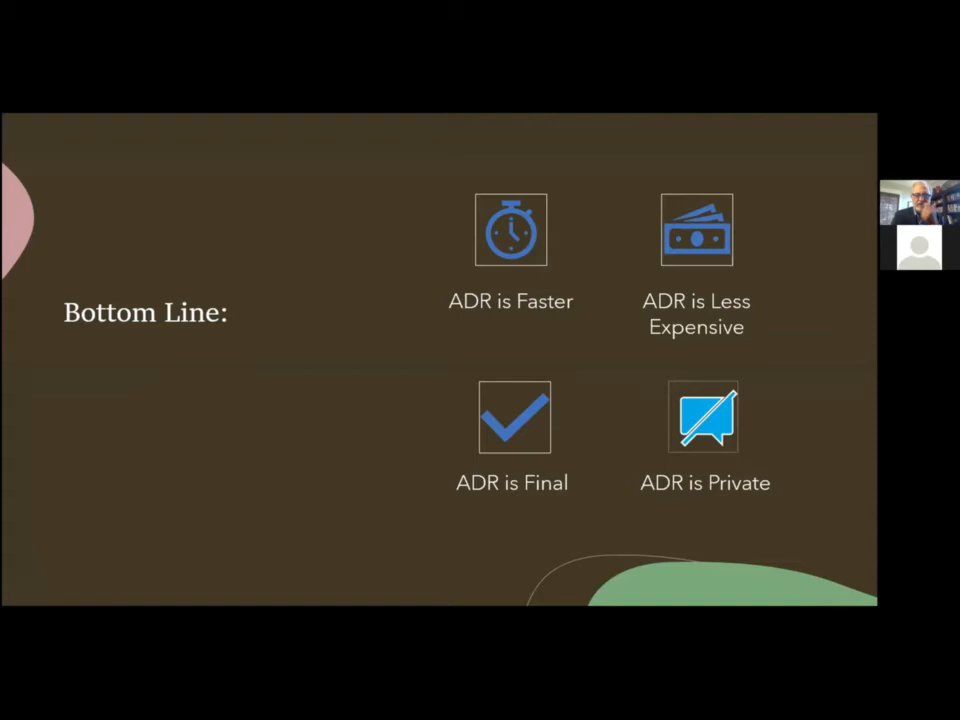 Bottom Line:
ADR is Faster
ADR is Less
Expensive
ADR is Final
ADR is Private